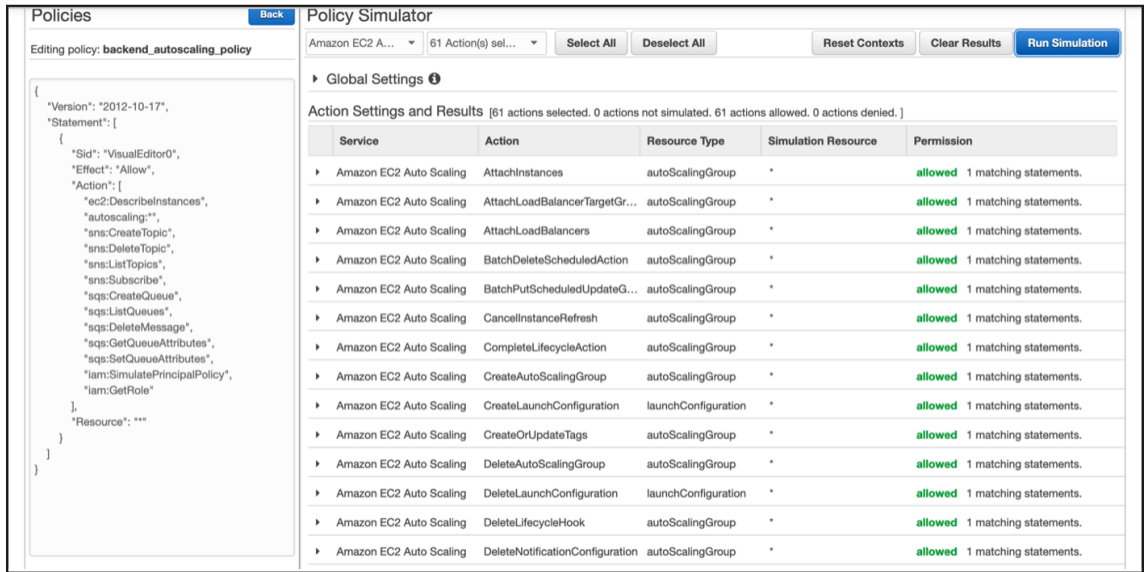 Policies
Back
Editing policy: backend_autoscaling_policy
{
"Version": "2012-10-17",
"Statement": [
{
"Sid": "VisualEditor0",
"Effect": "Allow",
"Action": [
"ec2:DescribeInstances",
"autoscaling:*",
"sns:CreateTopic",
"sns:DeleteTopic",
"sns:ListTopics",
"sns:Subscribe",
"sqs:CreateQueue",
"sqs:ListQueues",
"sqs:DeleteMessage",
"sqs:GetQueueAttributes",
"sqs:SetQueueAttributes",
"iam:SimulatePrincipalPolicy",
"iam:GetRole"
],
"Resource": "*"
}
]
}
Policy Simulator
Amazon EC2 A... 61 Action(s) sel... Select All Deselect All Reset Contexts Clear Results Run Simulation
Global Settings
Action Settings and Results [61 actions selected. 0 actions not simulated. 61 actions allowed. 0 actions denied. ]
Service Action Resource Type Simulation Resource Permission
Amazon EC2 Auto Scaling AttachInstances autoScalingGroup * allowed 1 matching statements.
Amazon EC2 Auto Scaling AttachLoadBalancerTargetGr... autoScalingGroup * allowed 1 matching statements.
Amazon EC2 Auto Scaling AttachLoadBalancers autoScalingGroup * allowed 1 matching statements.
Amazon EC2 Auto Scaling BatchDeleteScheduledAction autoScalingGroup * allowed 1 matching statements.
Amazon EC2 Auto Scaling BatchPutScheduledUpdateG... autoScalingGroup * allowed 1 matching statements.
Amazon EC2 Auto Scaling CancelInstanceRefresh autoScalingGroup * allowed 1 matching statements.
Amazon EC2 Auto Scaling CompleteLifecycleAction autoScalingGroup * allowed 1 matching statements.
Amazon EC2 Auto Scaling CreateAutoScalingGroup autoScalingGroup * allowed 1 matching statements.
Amazon EC2 Auto Scaling CreateLaunchConfiguration launchConfiguration * allowed 1 matching statements.
Amazon EC2 Auto Scaling CreateOrUpdateTags autoScalingGroup * allowed 1 matching statements.
Amazon EC2 Auto Scaling DeleteAutoScalingGroup autoScalingGroup * allowed 1 matching statements.
Amazon EC2 Auto Scaling DeleteLaunchConfiguration launchConfiguration * allowed 1 matching statements.
Amazon EC2 Auto Scaling DeleteLifecycleHook autoScalingGroup * allowed 1 matching statements.
Amazon EC2 Auto Scaling DeleteNotificationConfiguration autoScalingGroup * allowed 1 matching statements.